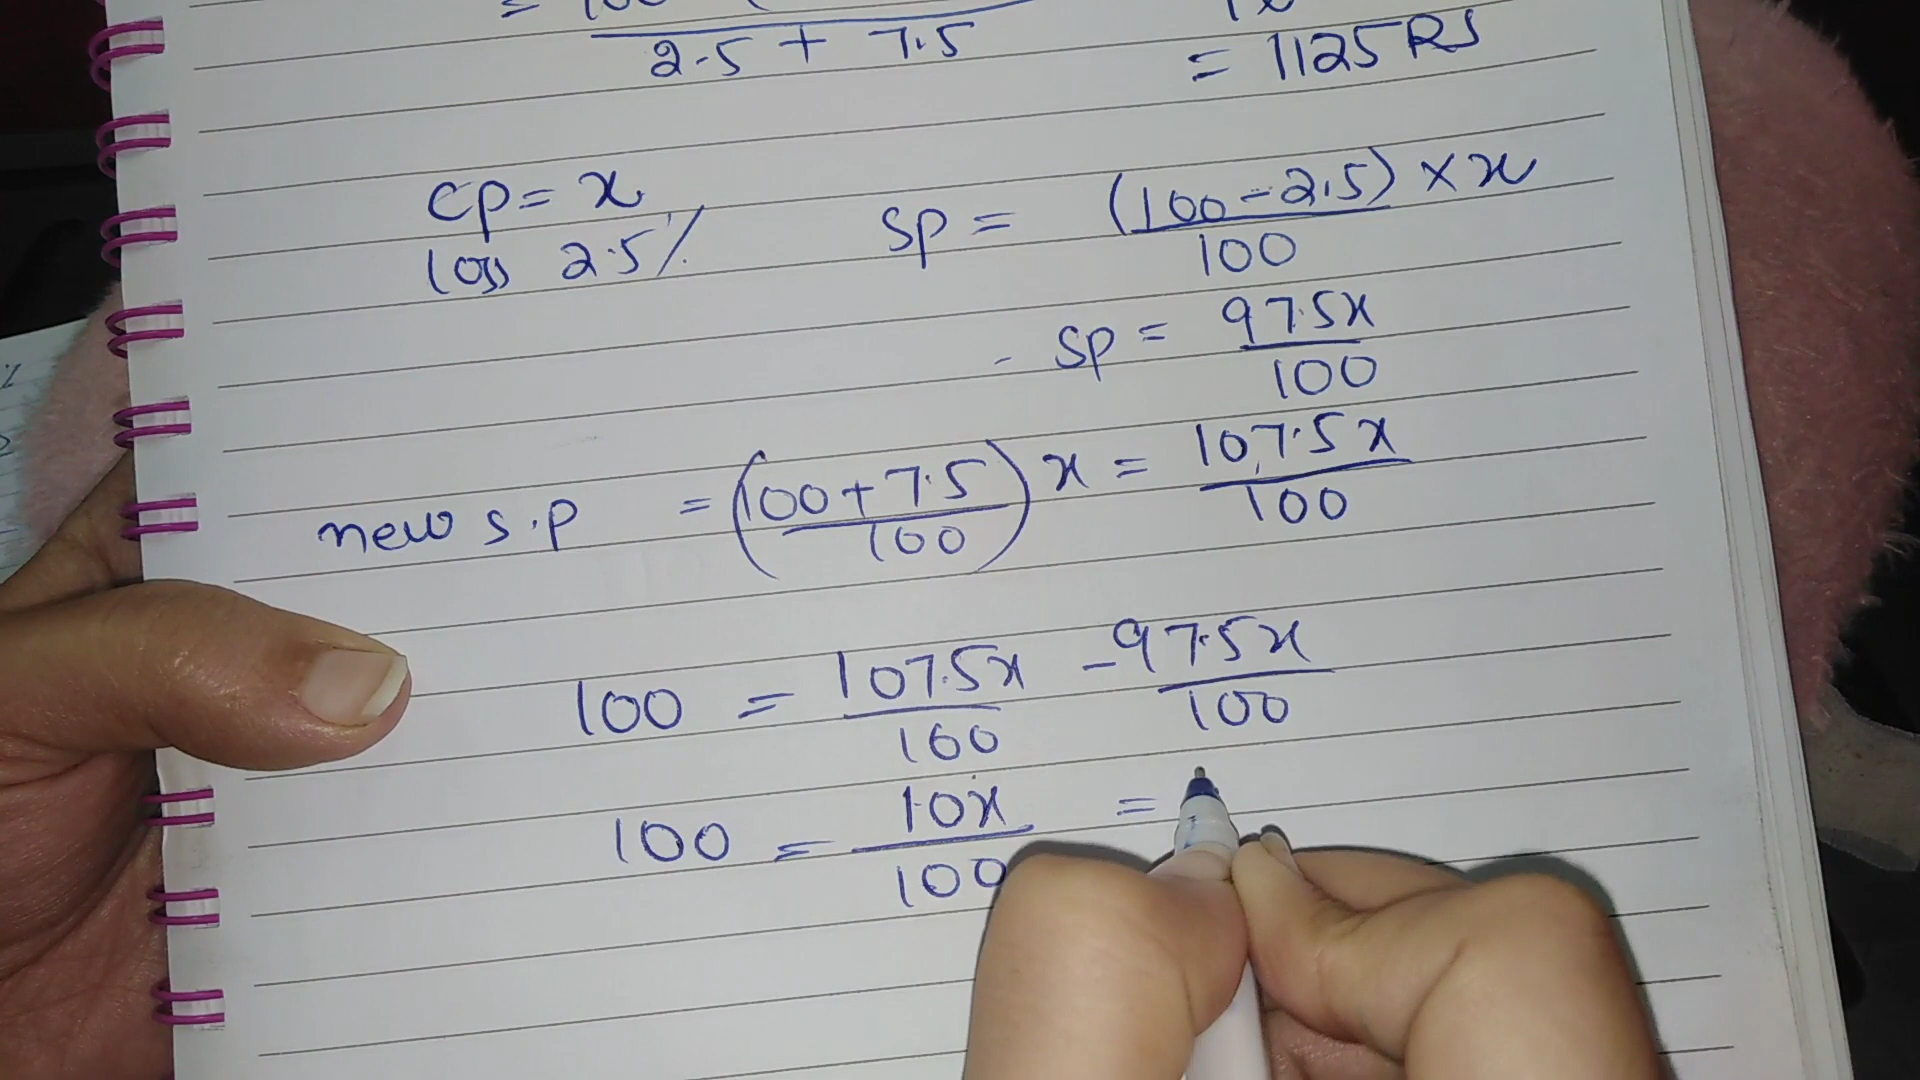 = 100
2.5 + 7.5
= 1125 RS
CP = x
loss 2.5%
SP = (100-2.5) × x
100
- SP = 97.5x
100
new s.p = (100 + 7.5) x = 107.5x
100 100
100 = 107.5x - 97.5x
100 100
100 = 10x =
100